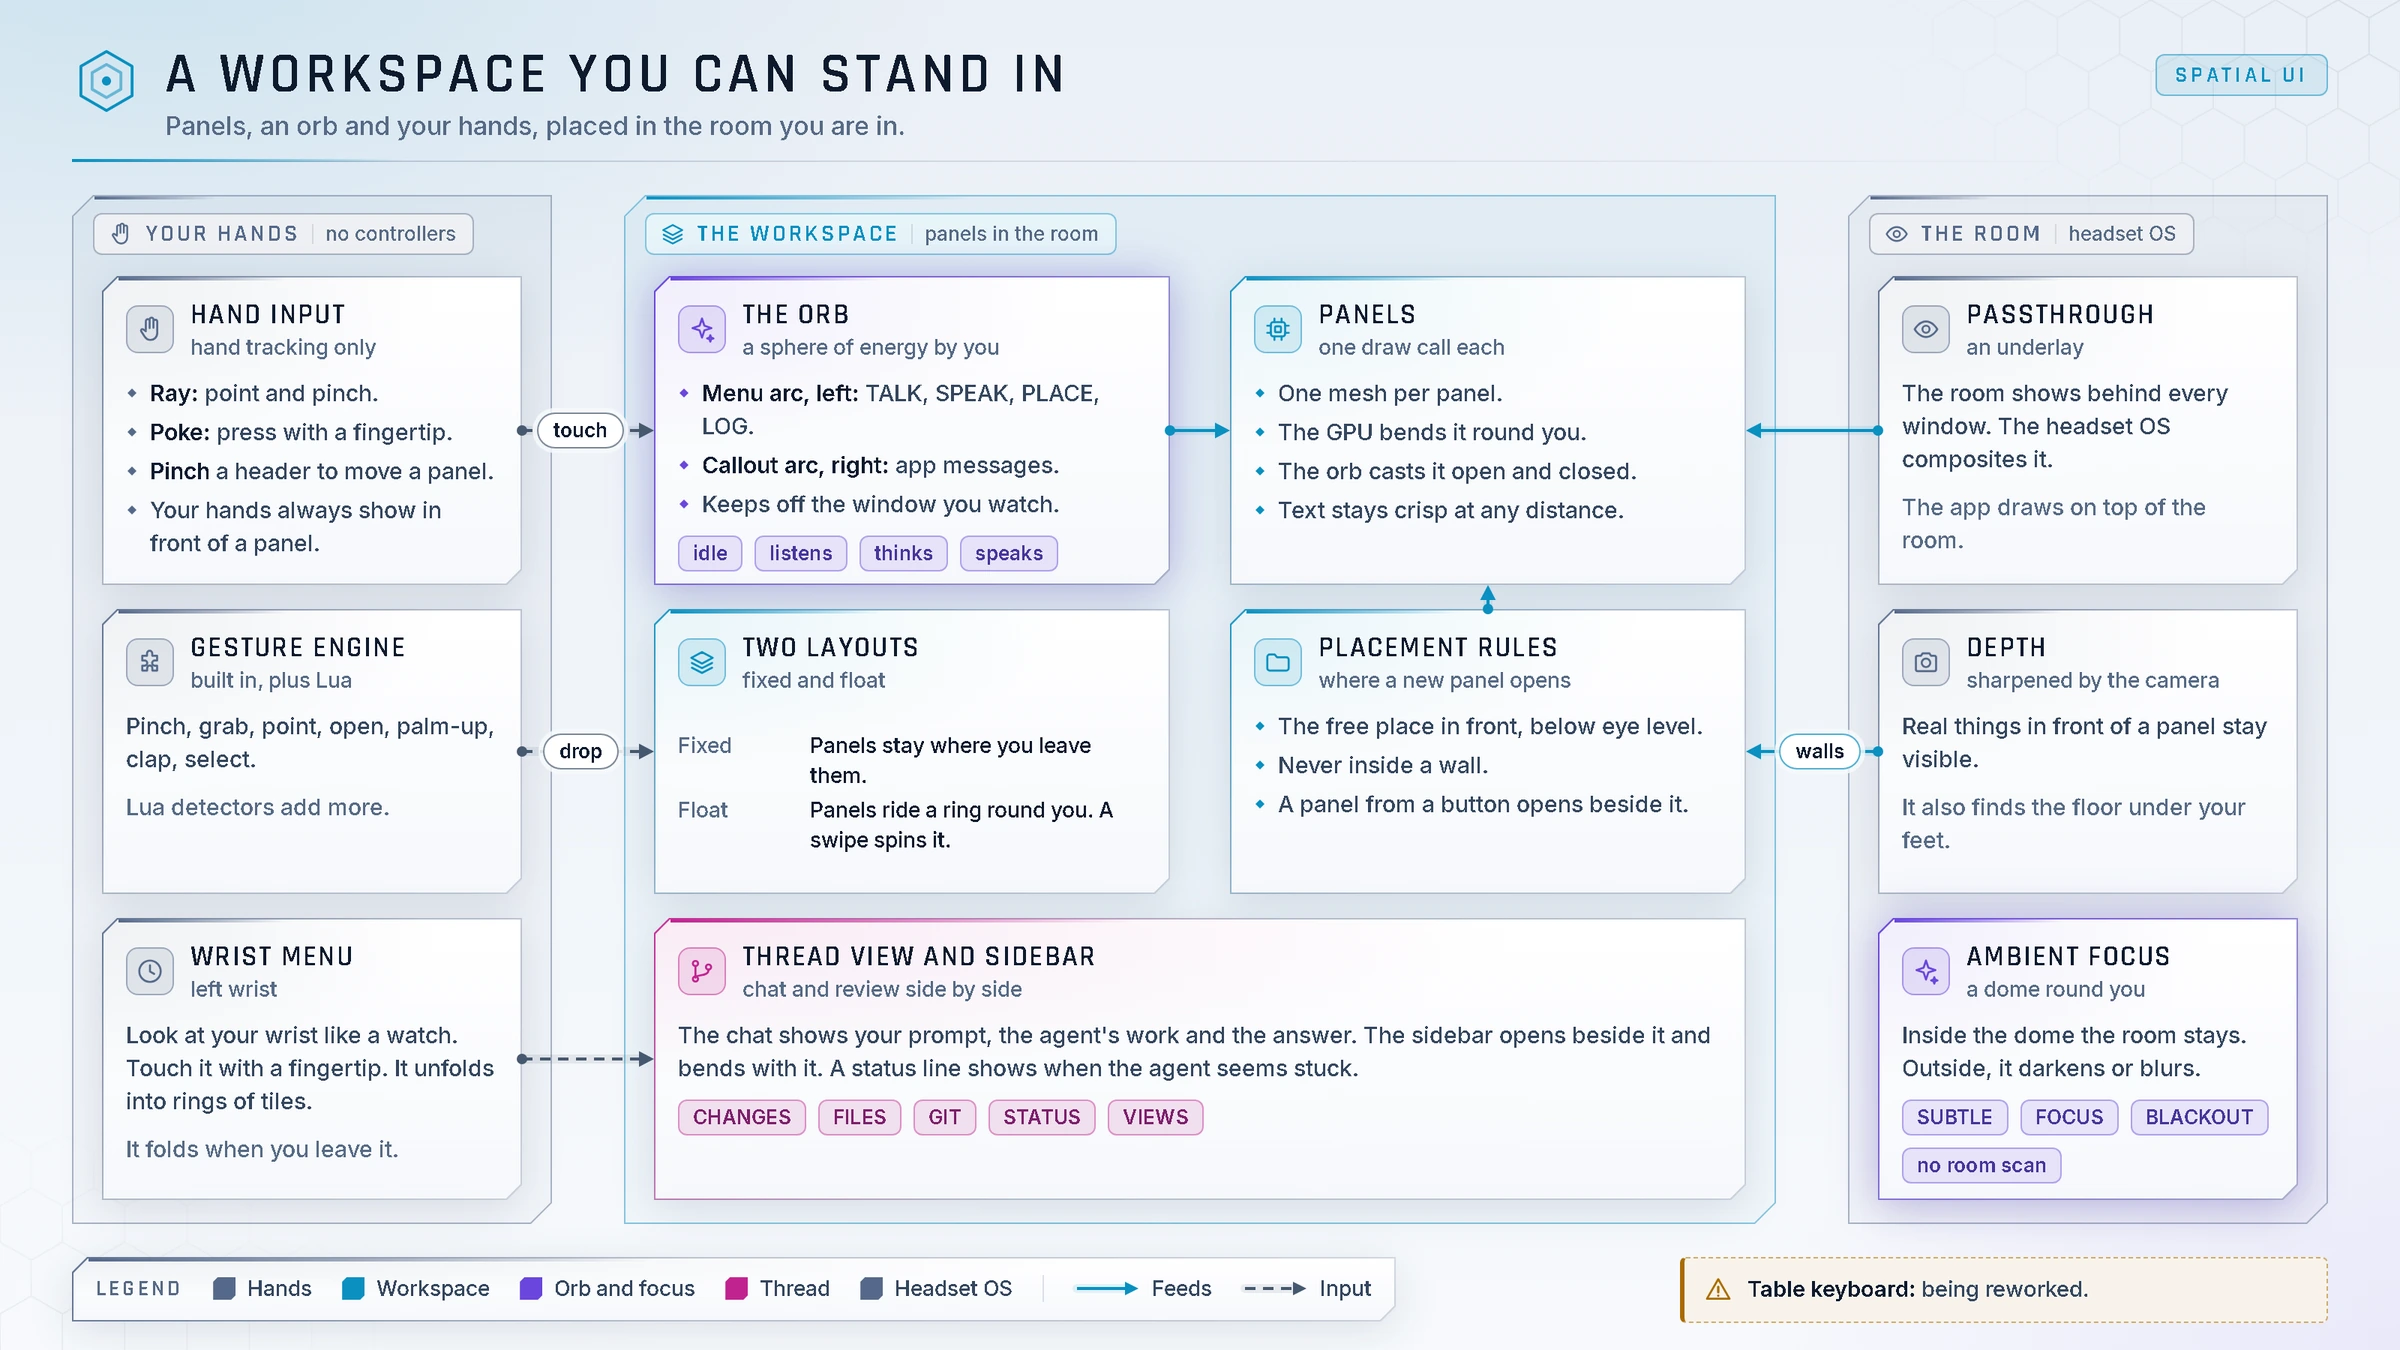 A WORKSPACE YOU CAN STAND IN
Panels, an orb and your hands, placed in the room you are in.
SPATIAL UI
YOUR HANDS | no controllers
HAND INPUT
hand tracking only
Ray: point and pinch.
Poke: press with a fingertip.
Pinch a header to move a panel.
Your hands always show in
front of a panel.
GESTURE ENGINE
built in, plus Lua
Pinch, grab, point, open, palm-up,
clap, select.
Lua detectors add more.
WRIST MENU
left wrist
Look at your wrist like a watch.
Touch it with a fingertip. It unfolds
into rings of tiles.
It folds when you leave it.
touch
drop
THE WORKSPACE | panels in the room
THE ORB
a sphere of energy by you
Menu arc, left: TALK, SPEAK, PLACE,
LOG.
Callout arc, right: app messages.
Keeps off the window you watch.
idle listens thinks speaks
PANELS
one draw call each
One mesh per panel.
The GPU bends it round you.
The orb casts it open and closed.
Text stays crisp at any distance.
TWO LAYOUTS
fixed and float
Fixed Panels stay where you leave
them.
Float Panels ride a ring round you. A
swipe spins it.
PLACEMENT RULES
where a new panel opens
The free place in front, below eye level.
Never inside a wall.
A panel from a button opens beside it.
THREAD VIEW AND SIDEBAR
chat and review side by side
The chat shows your prompt, the agent's work and the answer. The sidebar opens beside it and
bends with it. A status line shows when the agent seems stuck.
CHANGES FILES GIT STATUS VIEWS
walls
THE ROOM | headset OS
PASSTHROUGH
an underlay
The room shows behind every
window. The headset OS
composites it.
The app draws on top of the
room.
DEPTH
sharpened by the camera
Real things in front of a panel stay
visible.
It also finds the floor under your
feet.
AMBIENT FOCUS
a dome round you
Inside the dome the room stays.
Outside, it darkens or blurs.
SUBTLE FOCUS BLACKOUT
no room scan
LEGEND Hands Workspace Orb and focus Thread Headset OS Feeds Input
Table keyboard: being reworked.